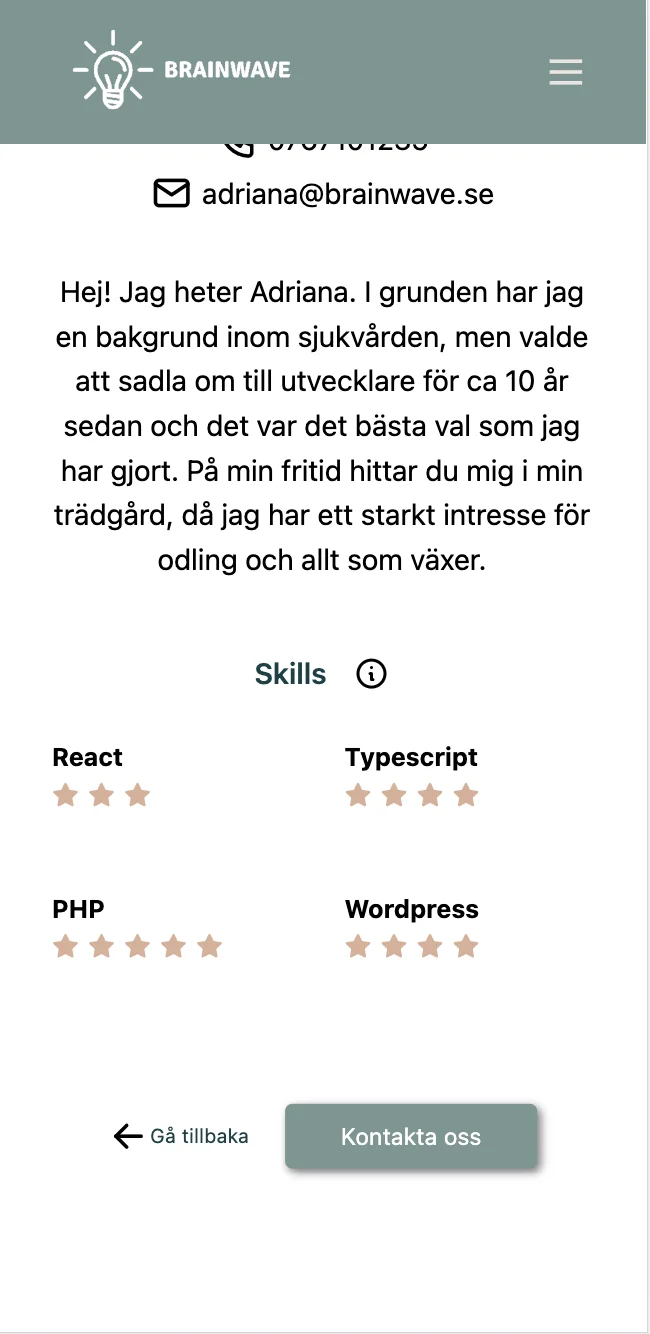 BRAINWAVE
adriana@brainwave.se
Hej! Jag heter Adriana. I grunden har jag
en bakgrund inom sjukvården, men valde
att sadla om till utvecklare för ca 10 år
sedan och det var det bästa val som jag
har gjort. På min fritid hittar du mig i min
trädgård, då jag har ett starkt intresse för
odling och allt som växer.
Skills
React
Typescript
PHP
Wordpress
Gå tillbaka
Kontakta oss